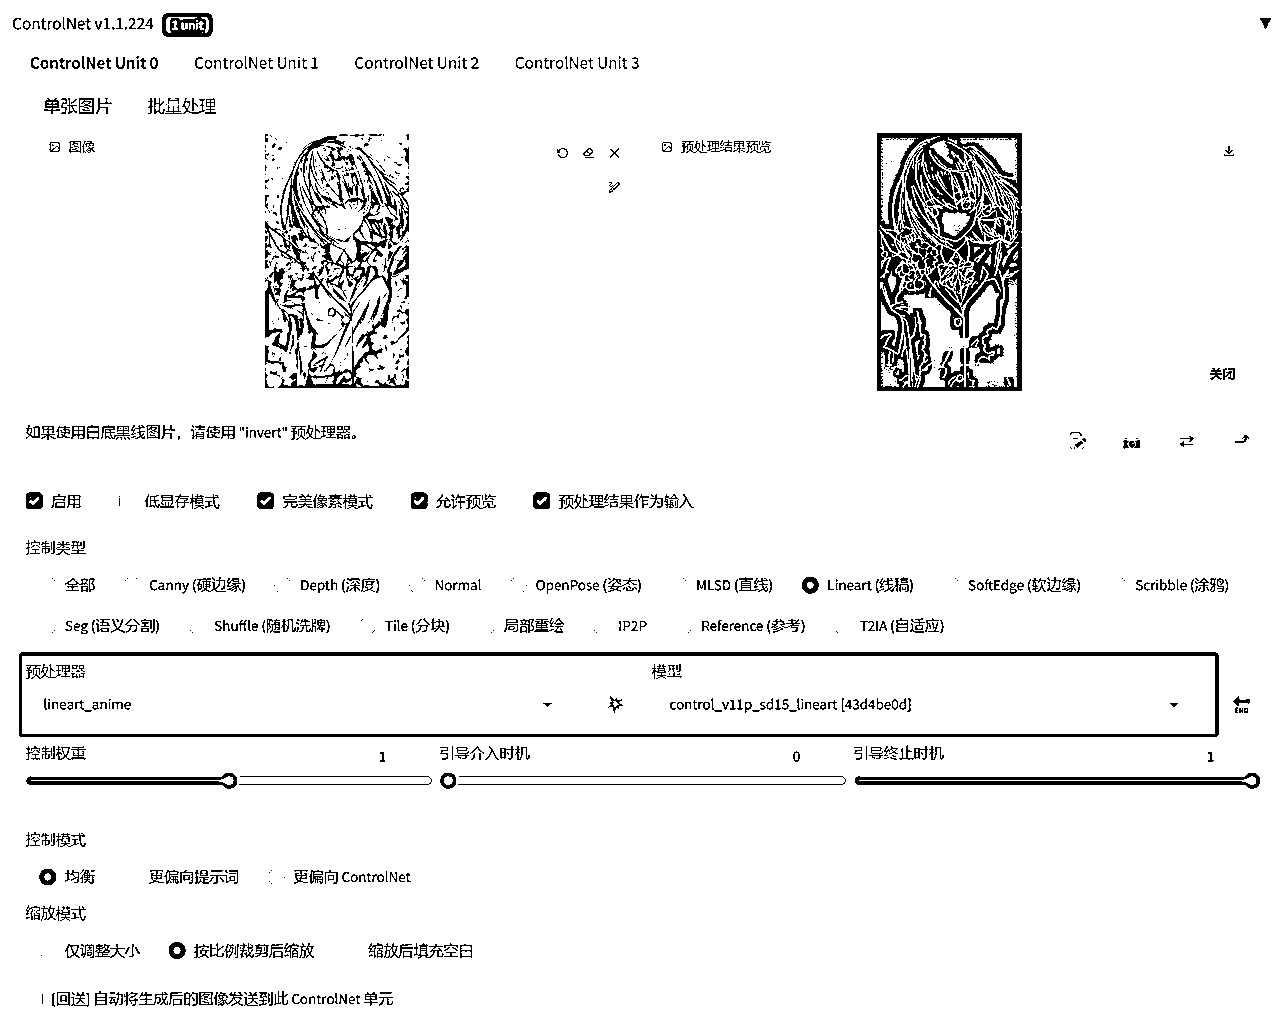 ControlNet v1.1.224 (1 unit) ▼
ControlNet Unit 0 ControlNet Unit 1 ControlNet Unit 2 ControlNet Unit 3
单张图片 批量处理
图像 预处理结果预览
关闭
如果使用白底黑线图片，请使用 "invert" 预处理器。
启用 低显存模式 完美像素模式 允许预览 预处理结果作为输入
控制类型
全部 Canny (硬边缘) Depth (深度) Normal OpenPose (姿态) MLSD (直线) Lineart (线稿) SoftEdge (软边缘) Scribble (涂鸦)
Seg (语义分割) Shuffle (随机洗牌) Tile (分块) 局部重绘 IP2P Reference (参考) T2IA (自适应)
预处理器 模型
lineart_anime control_v11p_sd15_lineart [43d4be0d]
END
控制权重 1 引导介入时机 0 引导终止时机 1
控制模式
均衡 更偏向提示词 更偏向 ControlNet
缩放模式
仅调整大小 按比例裁剪后缩放 缩放后填充空白
[回送] 自动将生成后的图像发送到此 ControlNet 单元